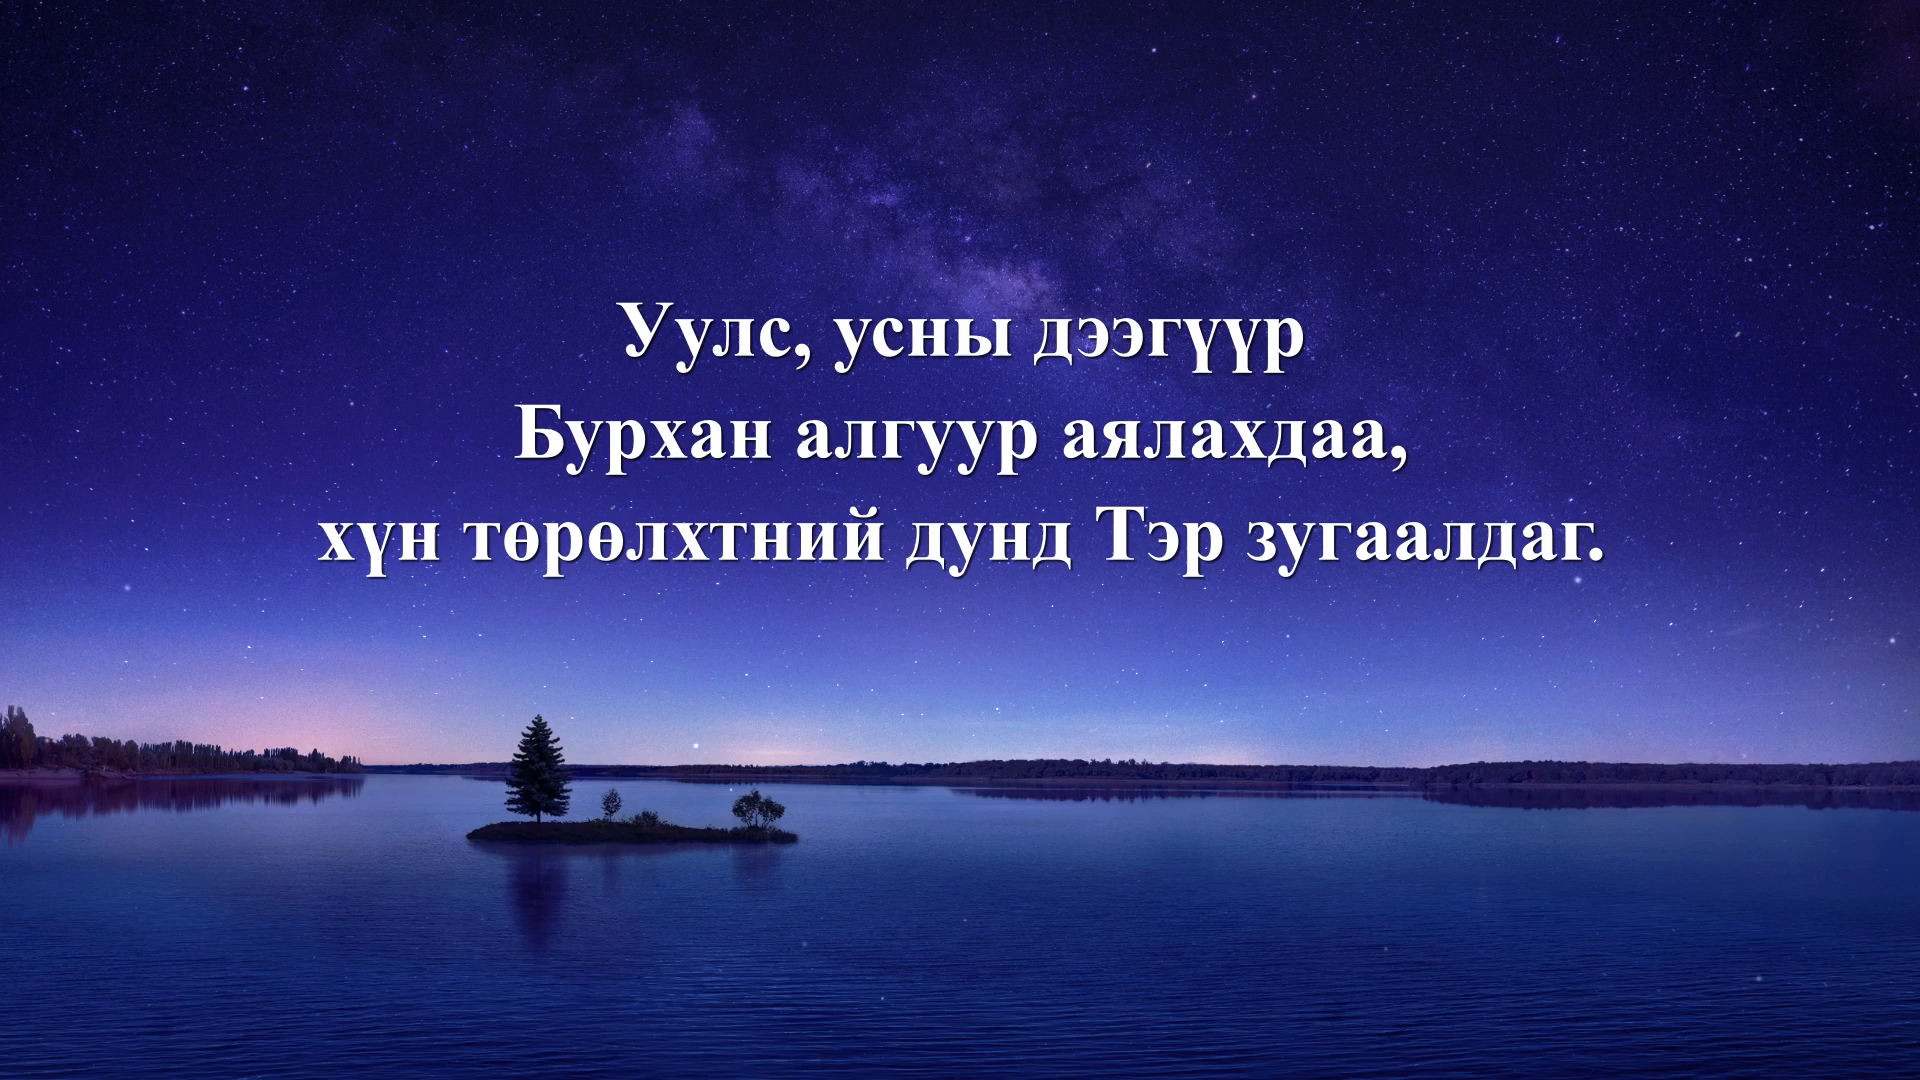 Уулс, усны дээгүүр
Бурхан алгуур аялахдаа,
хүн төрөлхтний дунд Тэр зугаалдаг.